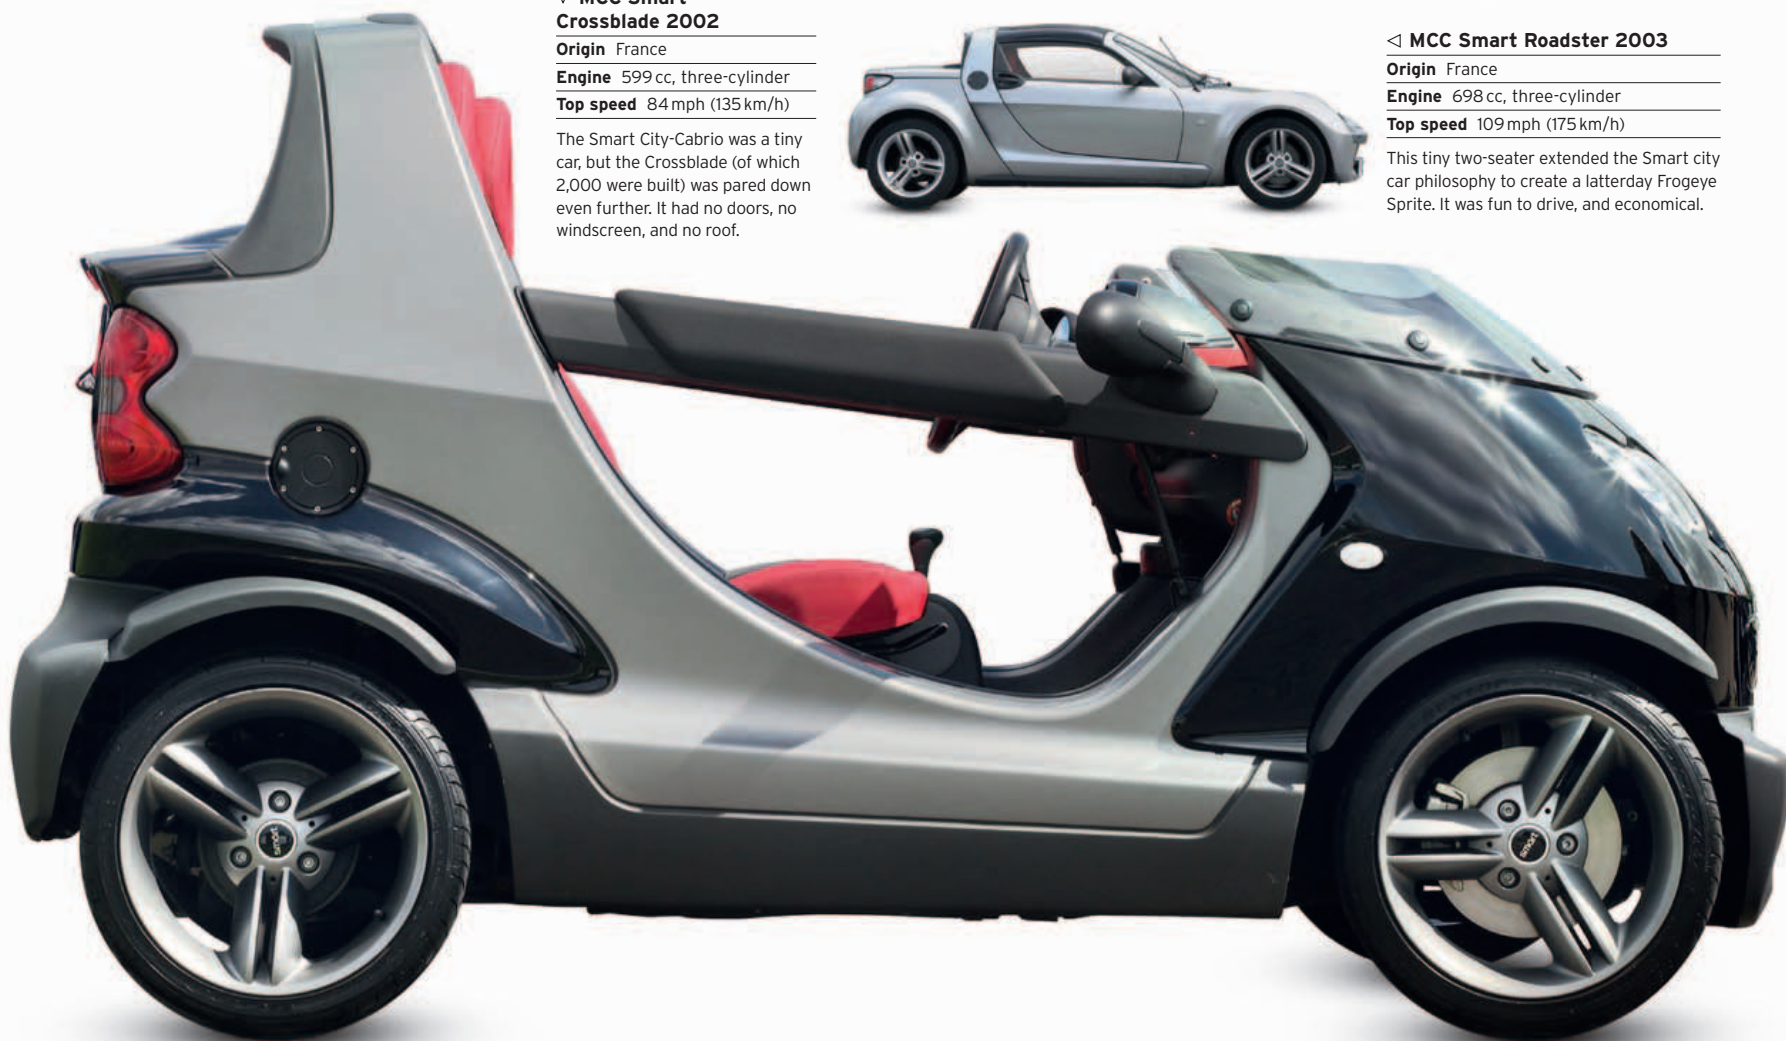 ▽ MCC Smart
Crossblade 2002
Origin France
Engine 599 cc, three-cylinder
Top speed 84 mph (135 km/h)
The Smart City-Cabrio was a tiny
car, but the Crossblade (of which
2,000 were built) was pared down
even further. It had no doors, no
windscreen, and no roof.
◁ MCC Smart Roadster 2003
Origin France
Engine 698 cc, three-cylinder
Top speed 109 mph (175 km/h)
This tiny two-seater extended the Smart city
car philosophy to create a latterday Frogeye
Sprite. It was fun to drive, and economical.
smart
smart